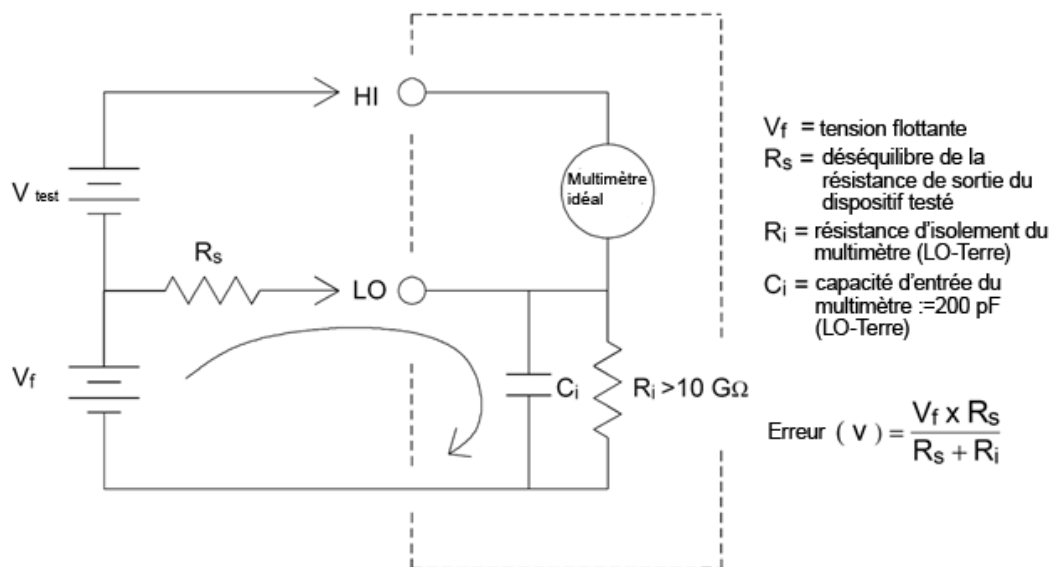 HI
V test
Multimètre
idéal
Rs
LO
Vf
Ci
Ri >10 GΩ
Vf = tension flottante
Rs = déséquilibre de la
résistance de sortie du
dispositif testé
Ri = résistance d'isolement du
multimètre (LO-Terre)
Ci = capacité d'entrée du
multimètre :=200 pF
(LO-Terre)
Erreur ( V ) = Vf x Rs
Rs + Ri